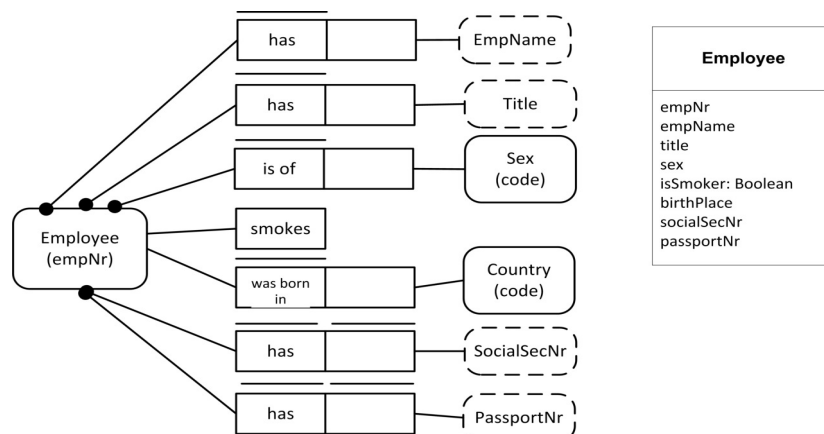 has
EmpName
has
Title
is of
Sex
(code)
Employee
(empNr)
smokes
was born
in
Country
(code)
has
SocialSecNr
has
PassportNr
Employee
empNr
empName
title
sex
isSmoker: Boolean
birthPlace
socialSecNr
passportNr